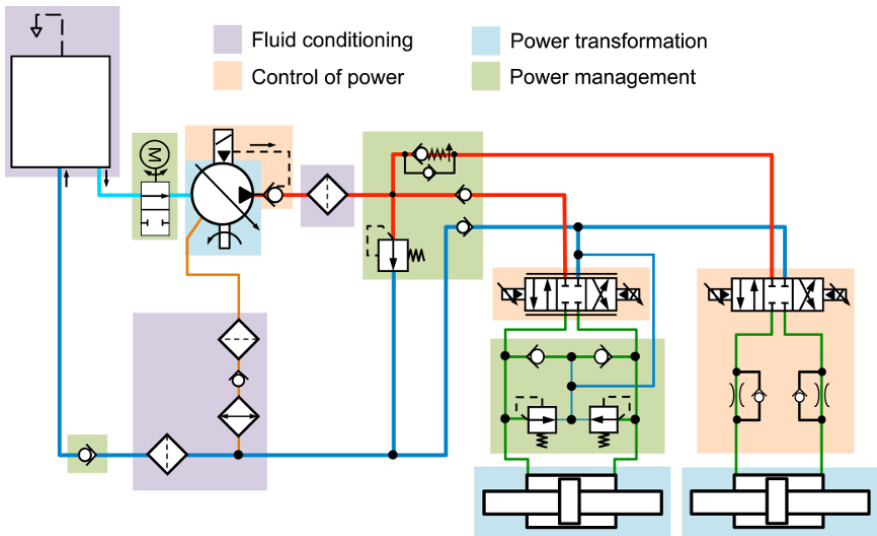 Fluid conditioning
Power transformation
Control of power
Power management
M